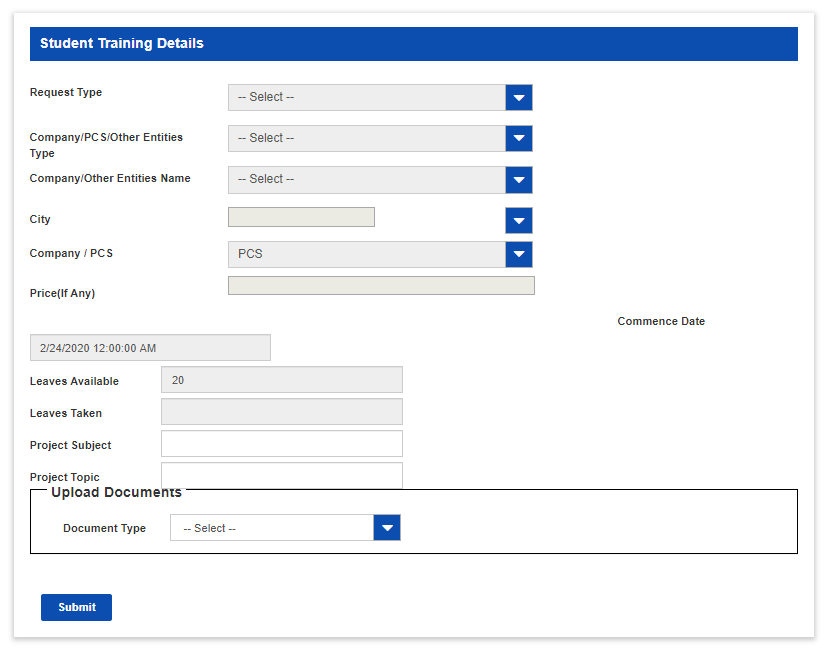 Student Training Details
Request Type
-- Select --
Company/PCS/Other Entities
Type
-- Select --
Company/Other Entities Name
-- Select --
City
Company / PCS
PCS
Price(If Any)
Commence Date
2/24/2020 12:00:00 AM
Leaves Available
20
Leaves Taken
Project Subject
Project Topic
Upload Documents
Document Type
-- Select --
Submit